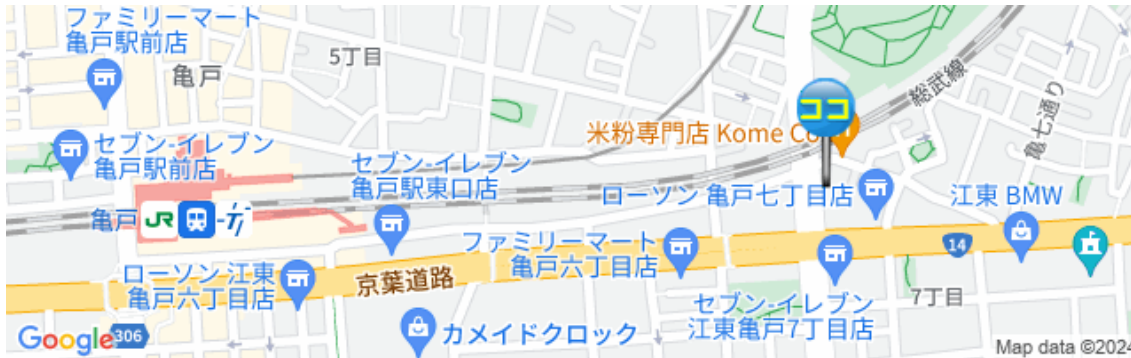 ファミリーマート
亀戸駅前店
5丁目
亀戸
総武線
亀七通り
ココ
米粉専門店 Kome Co
セブン-イレブン
亀戸駅前店
セブン-イレブン
亀戸駅東口店
ローソン 亀戸七丁目店
江東 BMW
亀戸
JR
14
ファミリーマート
亀戸六丁目店
ローソン 江東
亀戸六丁目店
京葉道路
7丁目
セブン-イレブン
江東亀戸7丁目店
カメイドクロック
Google
306
Map data ©2024